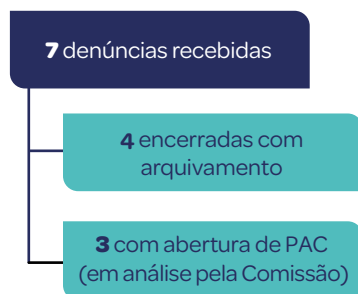 7 denúncias recebidas
4 encerradas com
arquivamento
3 com abertura de PAC
(em análise pela Comissão)